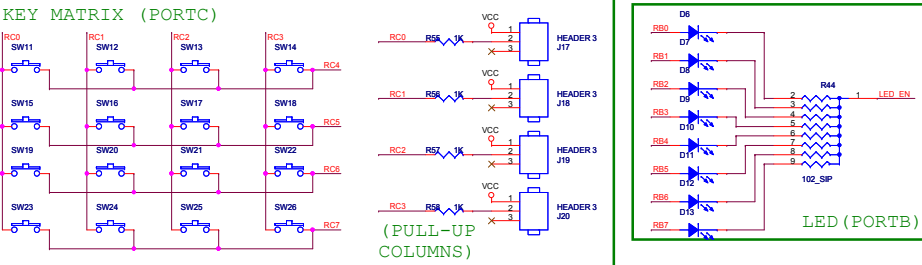 KEY MATRIX (PORTC)
RC0 RC1 RC2 RC3
SW11 SW12 SW13 SW14
RC4
SW15 SW16 SW17 SW18
RC5
SW19 SW20 SW21 SW22
RC6
SW23 SW24 SW25 SW26
RC7
VCC
RC0 R55 1K 1 2 3 HEADER 3
J17
VCC
RC1 R56 1K 1 2 3 HEADER 3
J18
VCC
RC2 R57 1K 1 2 3 HEADER 3
J19
VCC
RC3 R58 1K 1 2 3 HEADER 3
J20
(PULL-UP
COLUMNS)
D6
RB0
D7
RB1
D8
RB2
D9
RB3
D10
RB4
D11
RB5
D12
RB6
D13
RB7
R44
2 1 LED_EN
3
4
5
6
7
8
9
102_SIP
LED(PORTB)